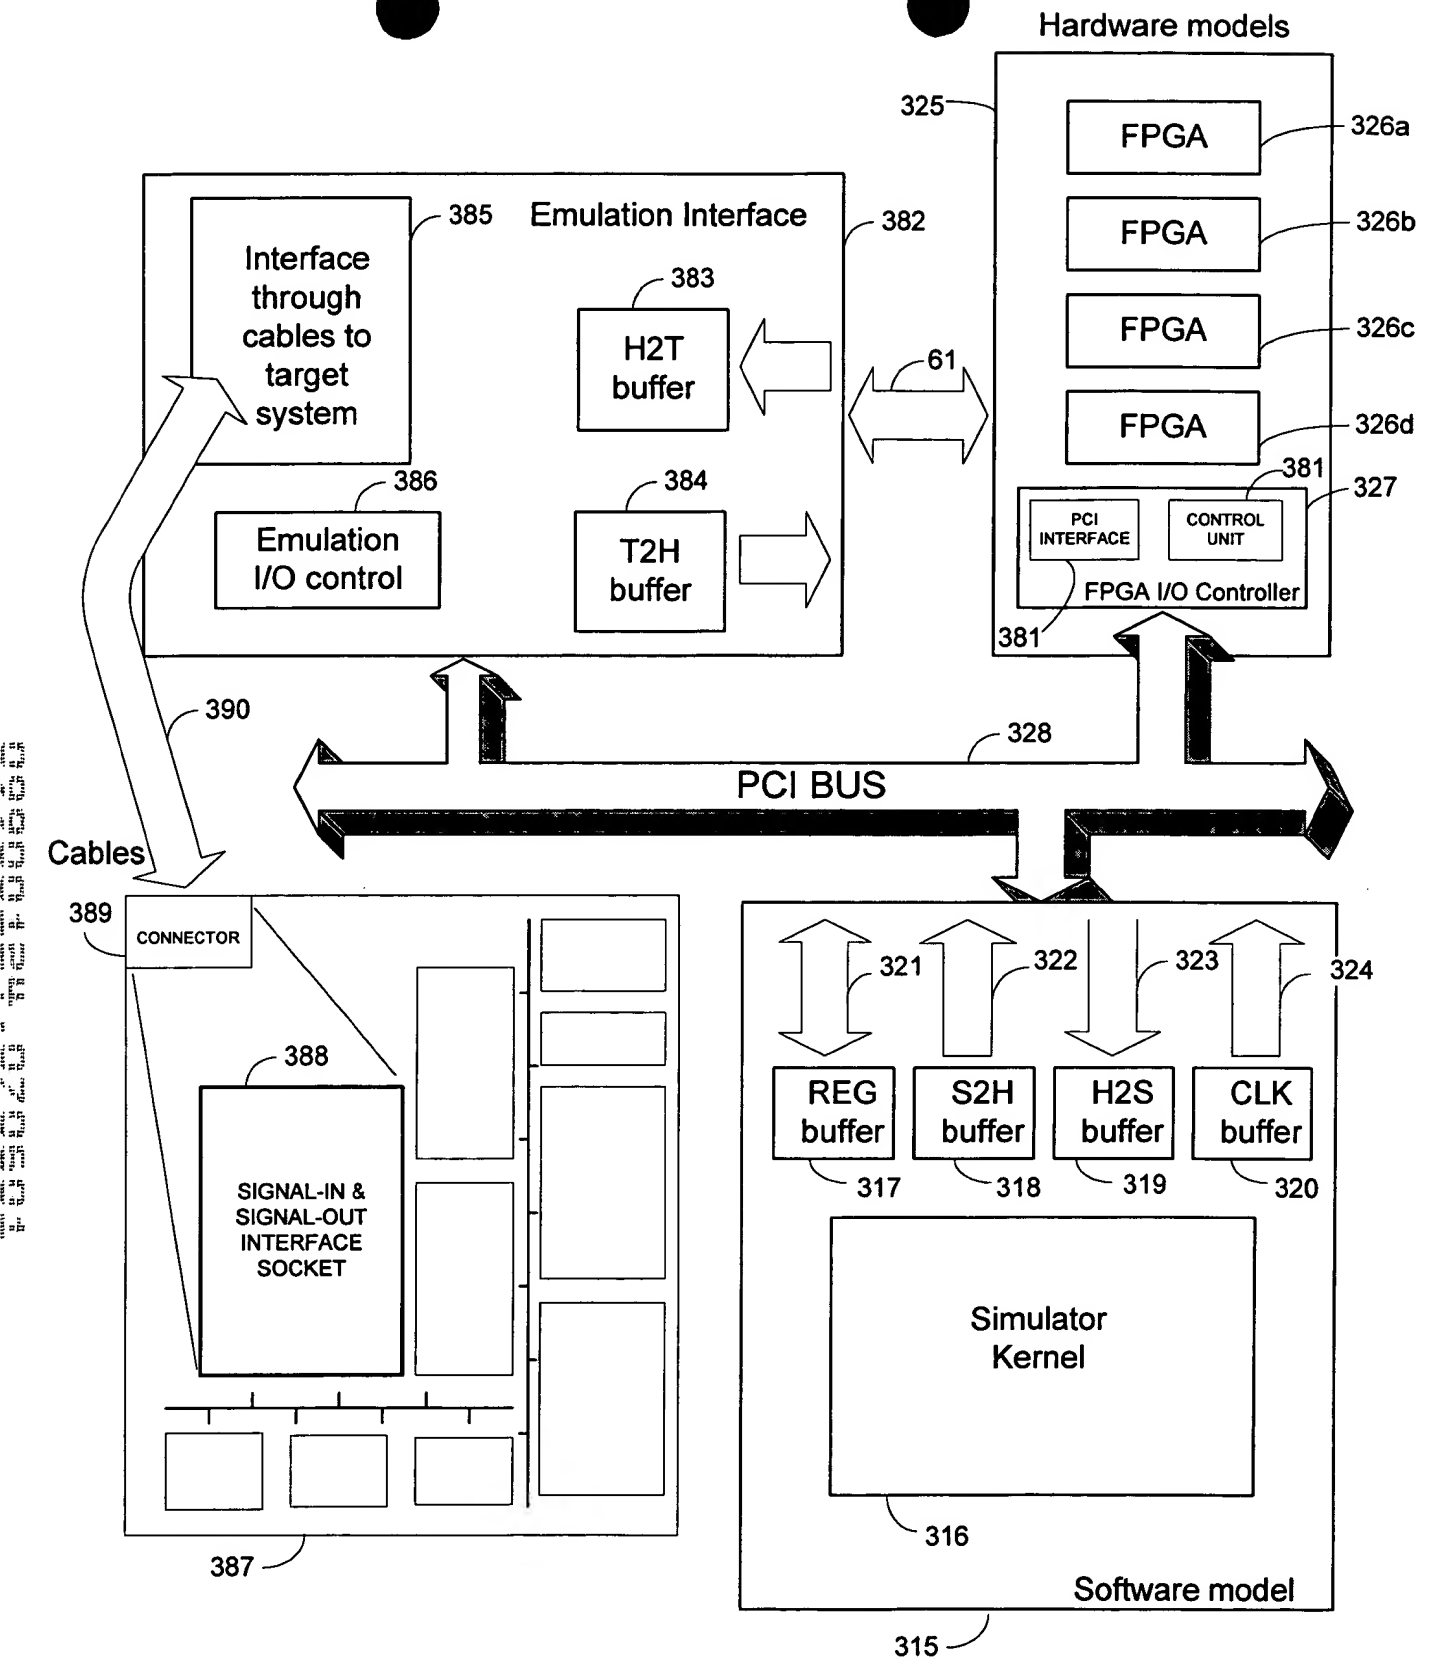 Hardware models
325
FPGA
326a
FPGA
326b
FPGA
326c
FPGA
326d
381
327
PCI
INTERFACE
CONTROL
UNIT
FPGA I/O Controller
381
385
Emulation Interface
382
Interface
through
cables to
target
system
383
H2T
buffer
61
386
Emulation
I/O control
384
T2H
buffer
390
328
PCI BUS
Cables
389
CONNECTOR
388
SIGNAL-IN &
SIGNAL-OUT
INTERFACE
SOCKET
387
321
322
323
324
REG
buffer
S2H
buffer
H2S
buffer
CLK
buffer
317
318
319
320
Simulator
Kernel
316
Software model
315